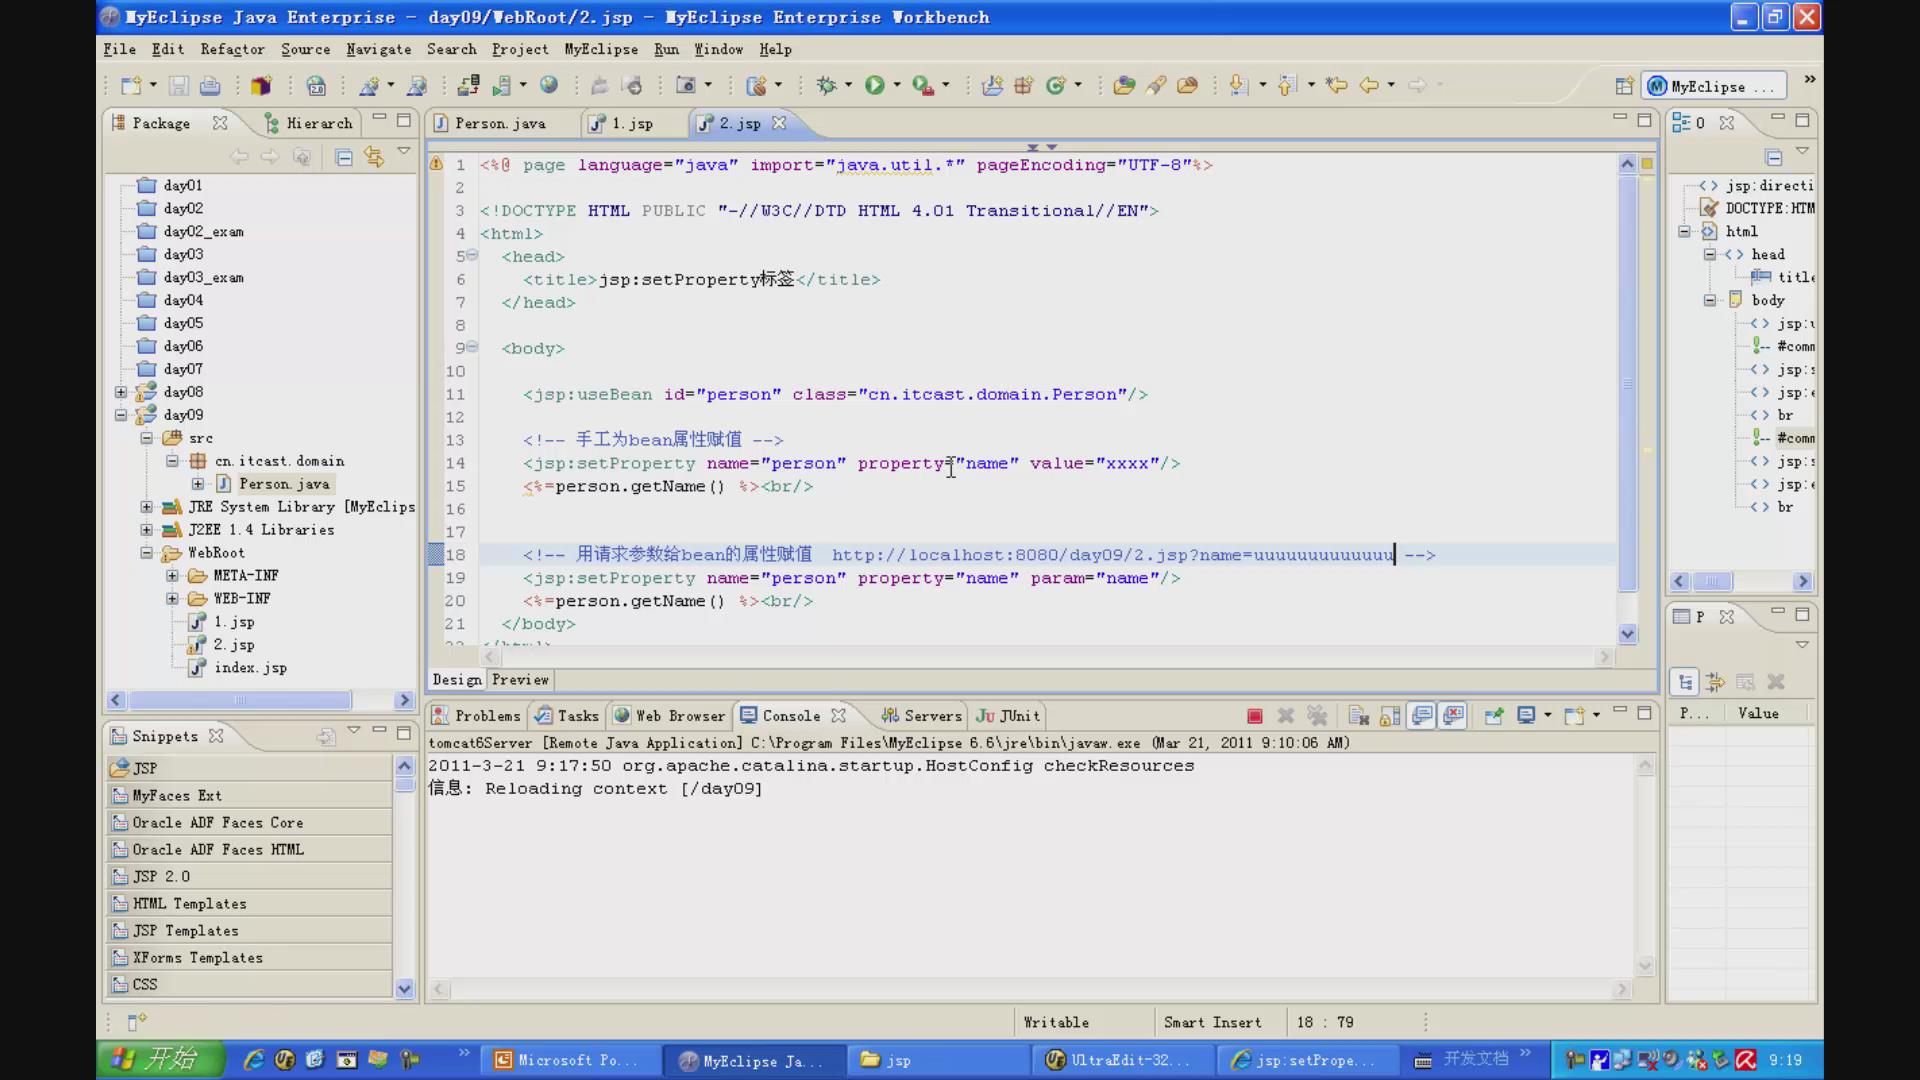 MyEclipse Java Enterprise - day09/WebRoot/2.jsp - MyEclipse Enterprise Workbench
File Edit Refactor Source Navigate Search Project MyEclipse Run Window Help
MyEclipse ...
Package
Hierarch
Person.java
1.jsp
2.jsp
O
day01
day02
day02_exam
day03
day03_exam
day04
day05
day06
day07
day08
day09
src
cn.itcast.domain
Person.java
JRE System Library [MyEclips
J2EE 1.4 Libraries
WebRoot
META-INF
WEB-INF
1.jsp
2.jsp
index.jsp
1 <%@ page language="java" import="java.util.*" pageEncoding="UTF-8"%>
2
3 <!DOCTYPE HTML PUBLIC "-//W3C//DTD HTML 4.01 Transitional//EN">
4 <html>
5 <head>
6 <title>jsp:setProperty标签</title>
7 </head>
8
9 <body>
10
11 <jsp:useBean id="person" class="cn.itcast.domain.Person"/>
12
13 <!-- 手工为bean属性赋值 -->
14 <jsp:setProperty name="person" property="name" value="xxxx"/>
15 <%=person.getName() %><br/>
16
17
18 <!-- 用请求参数给bean的属性赋值 http://localhost:8080/day09/2.jsp?name=uuuuuuuuuuuuu -->
19 <jsp:setProperty name="person" property="name" param="name"/>
20 <%=person.getName() %><br/>
21 </body>
22 </html>
Design Preview
jsp:directi
DOCTYPE:HTM
html
head
title
body
jsp:u
#comm
jsp:s
jsp:e
br
#comm
jsp:s
jsp:e
br
P
P... Value
Snippets
JSP
MyFaces Ext
Oracle ADF Faces Core
Oracle ADF Faces HTML
JSP 2.0
HTML Templates
JSP Templates
XForms Templates
CSS
Problems Tasks Web Browser Console Servers JUnit
tomcat6Server [Remote Java Application] C:\Program Files\MyEclipse 6.6\jre\bin\javaw.exe (Mar 21, 2011 9:10:06 AM)
2011-3-21 9:17:50 org.apache.catalina.startup.HostConfig checkResources
信息: Reloading context [/day09]
Writable Smart Insert 18 : 79
开始
Microsoft Po...
MyEclipse Ja...
jsp
UltraEdit-32...
jsp:setPrope...
开发文档
9:19